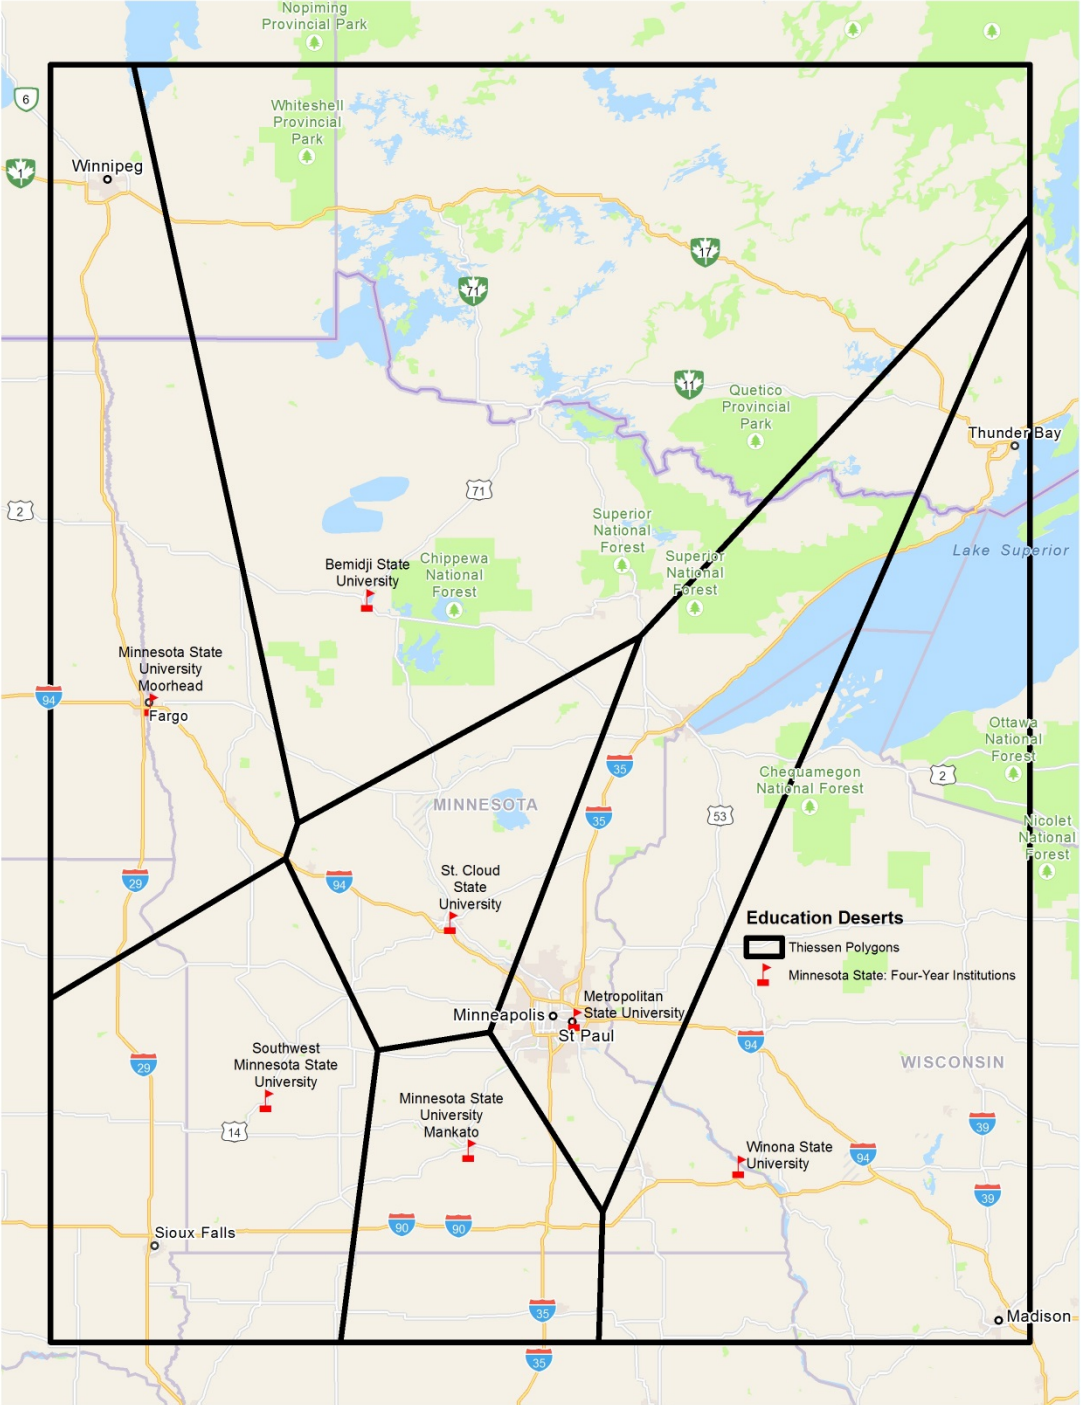 Nopiming
Provincial Park
6
Whiteshell
Provincial
Park
1
Winnipeg
17
71
11
Quetico
Provincial
Park
Thunder Bay
71
2
Superior
National
Forest
Lake Superior
Superior
National
Forest
Bemidji State
University
Chippewa
National
Forest
Minnesota State
University
Moorhead
94
Fargo
Ottawa
National
Forest
35
Chequamegon
National Forest
2
MINNESOTA
35
53
Nicolet
National
Forest
29
94
St. Cloud
State
University
Education Deserts
Thiessen Polygons
Minnesota State: Four-Year Institutions
Metropolitan
State University
Minneapolis
St Paul
94
Southwest
Minnesota State
University
29
WISCONSIN
Minnesota State
University
Mankato
14
39
Winona State
University
94
39
90
90
Sioux Falls
35
Madison
35